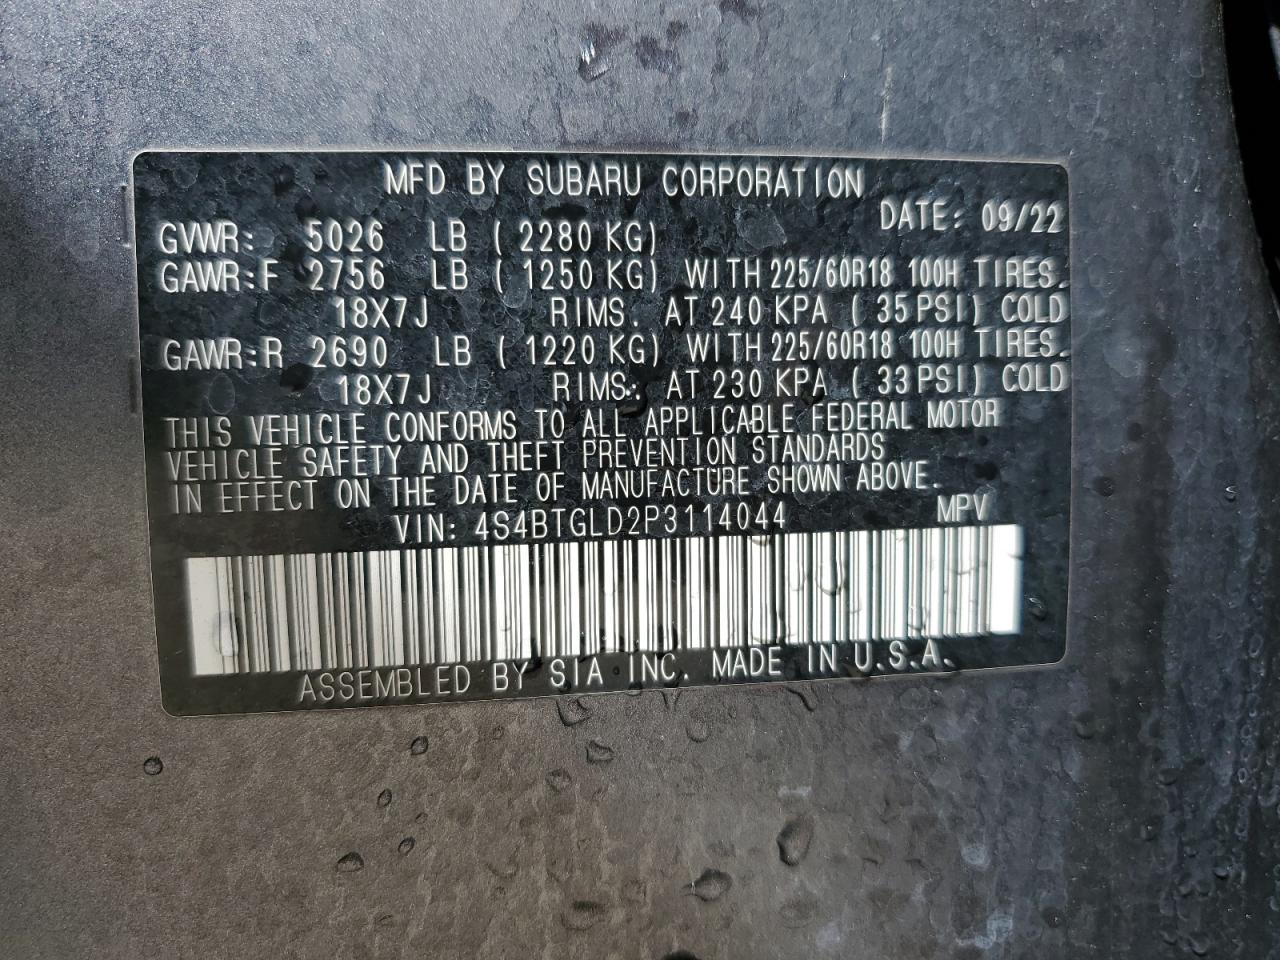 MFD BY SUBARU CORPORATION
DATE: 09/22
GVWR: 5026 LB ( 2280 KG)
GAWR:F 2756 LB ( 1250 KG) WITH 225/60R18 100H TIRES.
18X7J RIMS. AT 240 KPA ( 35 PSI) COLD
GAWR:R 2690 LB ( 1220 KG) WITH 225/60R18 100H TIRES.
18X7J RIMS. AT 230 KPA ( 33 PSI) COLD
THIS VEHICLE CONFORMS TO ALL APPLICABLE FEDERAL MOTOR
VEHICLE SAFETY AND THEFT PREVENTION STANDARDS
IN EFFECT ON THE DATE OF MANUFACTURE SHOWN ABOVE.
VIN: 4S4BTGLD2P3114044 MPV
ASSEMBLED BY SIA INC. MADE IN U.S.A.